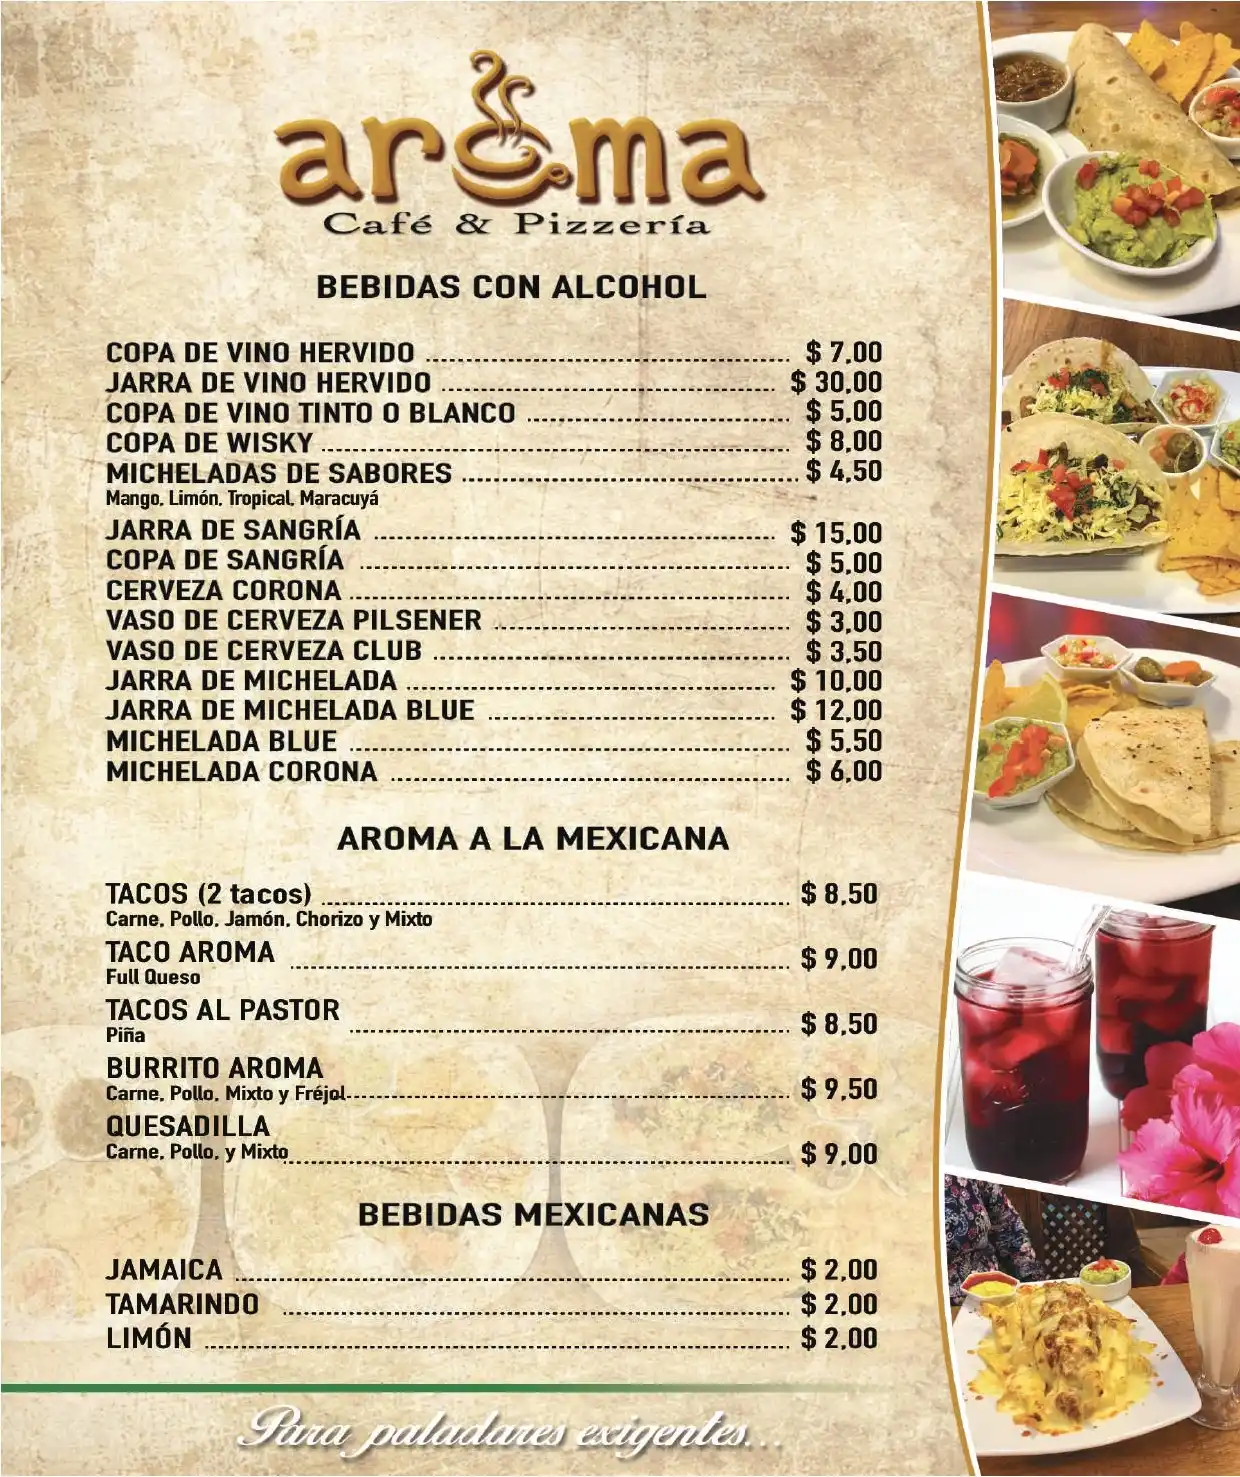 aroma
Café & Pizzería
BEBIDAS CON ALCOHOL
COPA DE VINO HERVIDO $ 7,00
JARRA DE VINO HERVIDO $ 30,00
COPA DE VINO TINTO O BLANCO $ 5,00
COPA DE WISKY $ 8,00
MICHELADAS DE SABORES $ 4,50
Mango, Limón, Tropical, Maracuyá
JARRA DE SANGRÍA $ 15,00
COPA DE SANGRÍA $ 5,00
CERVEZA CORONA $ 4,00
VASO DE CERVEZA PILSENER $ 3,00
VASO DE CERVEZA CLUB $ 3,50
JARRA DE MICHELADA $ 10,00
JARRA DE MICHELADA BLUE $ 12,00
MICHELADA BLUE $ 5,50
MICHELADA CORONA $ 6,00
AROMA A LA MEXICANA
TACOS (2 tacos) $ 8,50
Carne, Pollo, Jamón, Chorizo y Mixto
TACO AROMA $ 9,00
Full Queso
TACOS AL PASTOR $ 8,50
Piña
BURRITO AROMA $ 9,50
Carne, Pollo, Mixto y Fréjol
QUESADILLA $ 9,00
Carne, Pollo, y Mixto
BEBIDAS MEXICANAS
JAMAICA $ 2,00
TAMARINDO $ 2,00
LIMÓN $ 2,00
Para paladares exigentes...